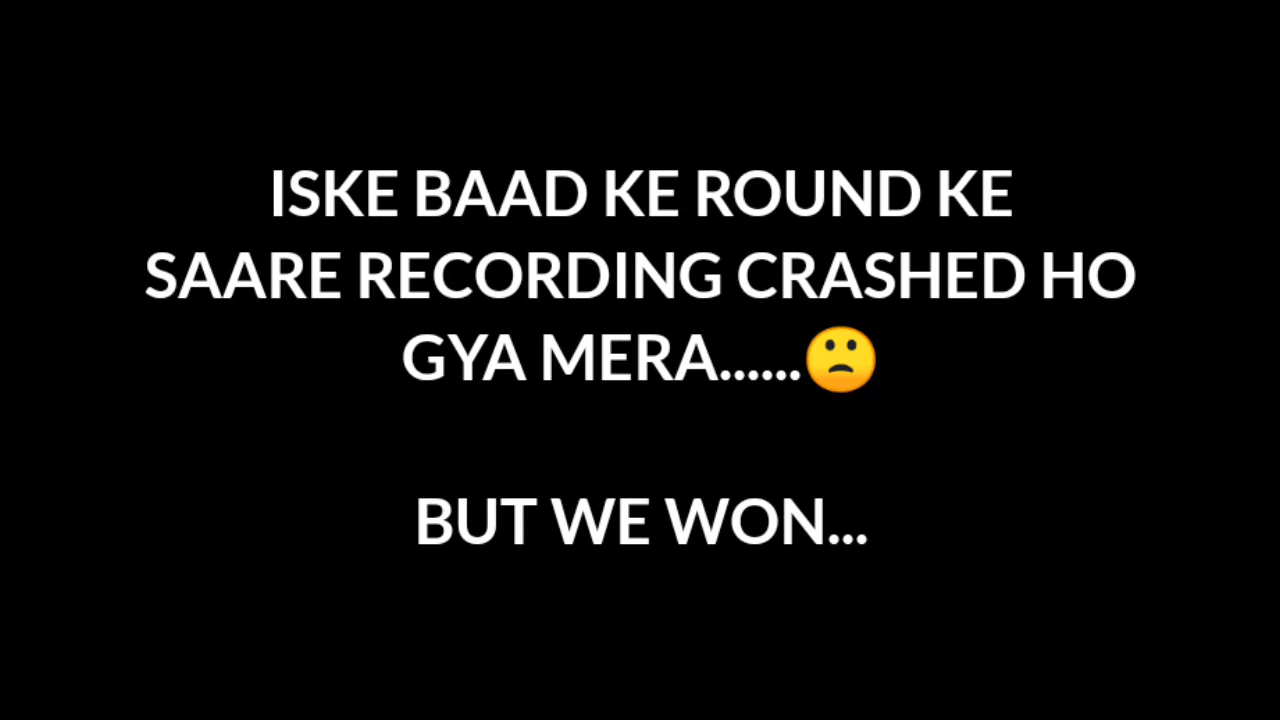 ISKE BAAD KE ROUND KE
SAARE RECORDING CRASHED HO
GYA MERA......🙁
BUT WE WON...